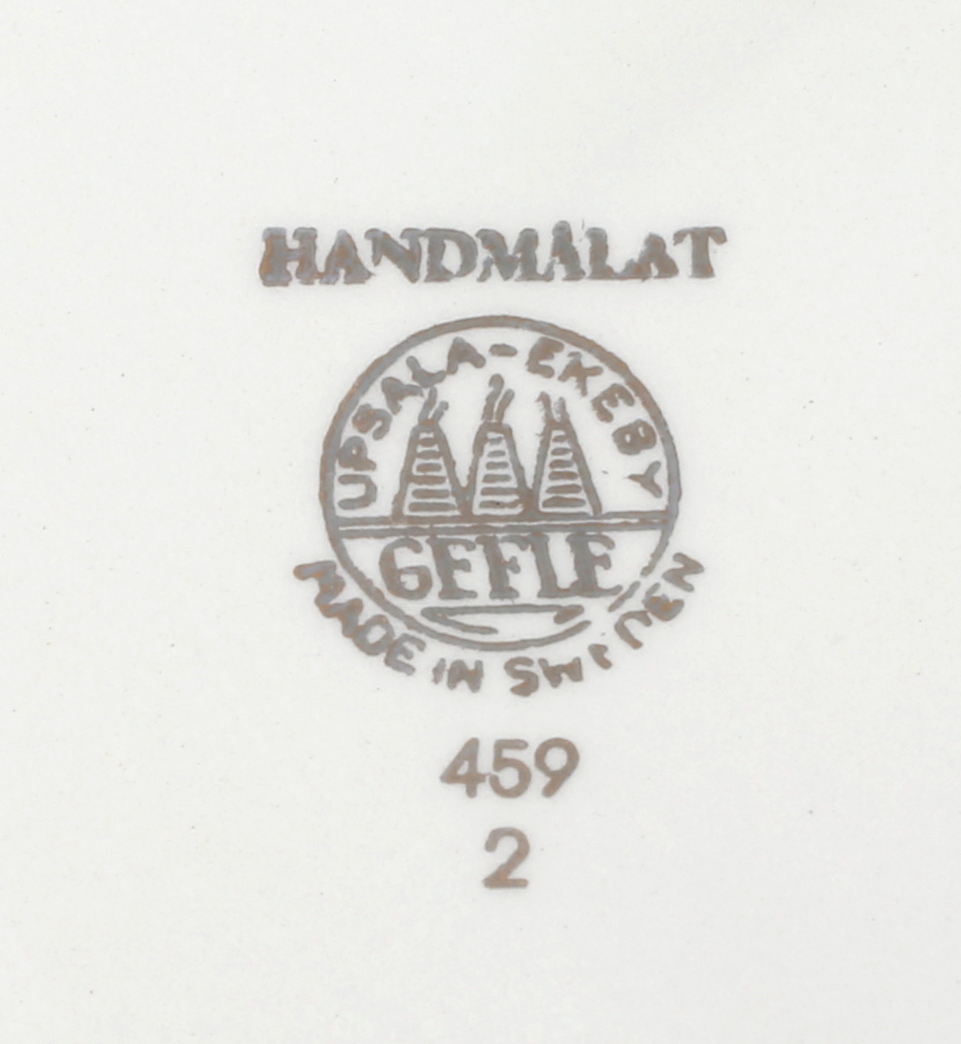 HANDMÅLAT
UPSALA-EKEBY
GEFLE
MADE IN SWEDEN
459
2